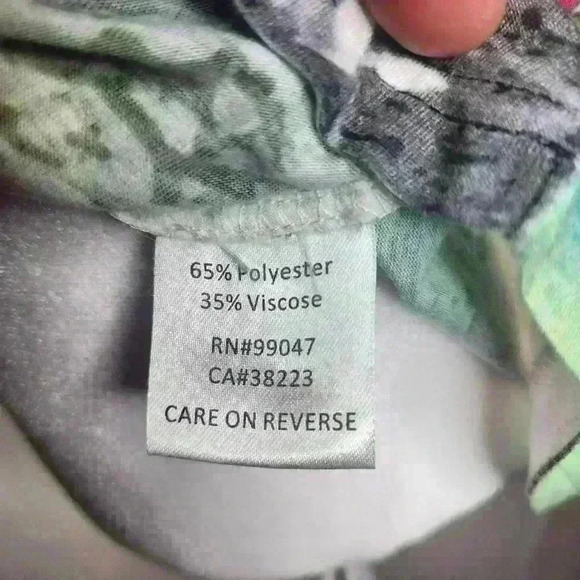 65% Polyester
35% Viscose
RN#99047
CA#38223
CARE ON REVERSE